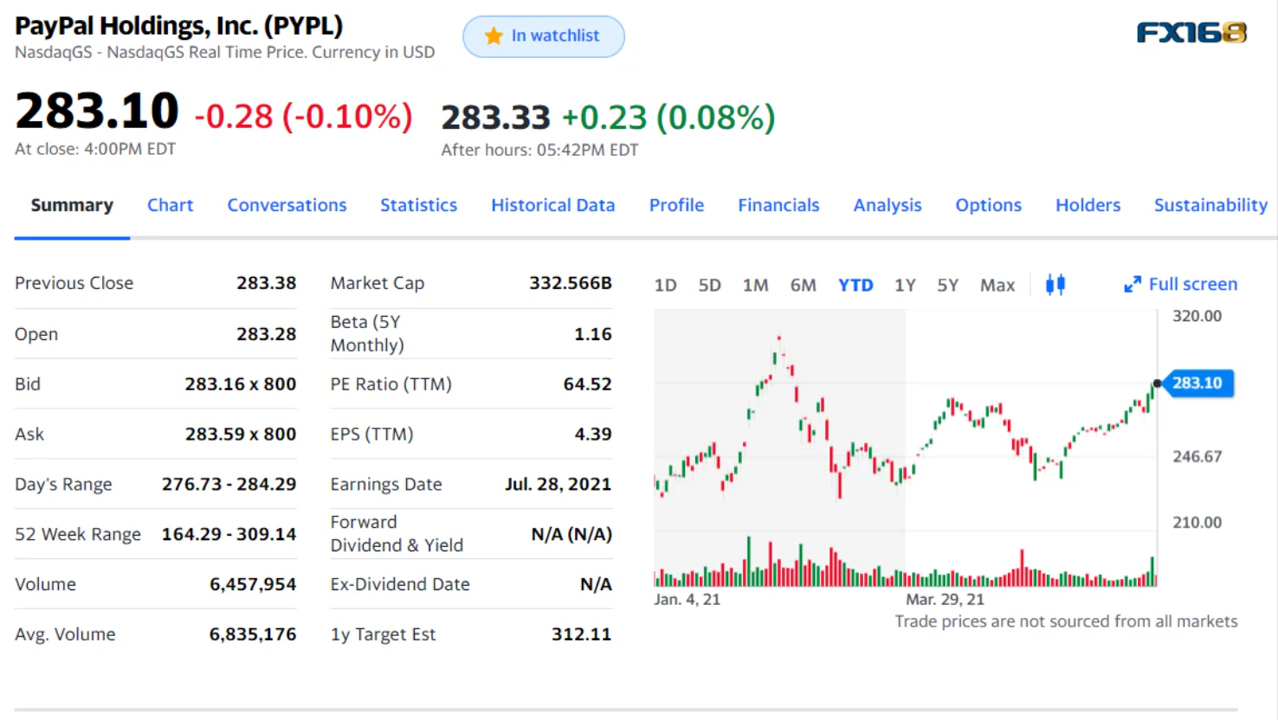 PayPal Holdings, Inc. (PYPL)
In watchlist
FX168
NasdaqGS - NasdaqGS Real Time Price. Currency in USD
283.10 -0.28 (-0.10%) 283.33 +0.23 (0.08%)
At close: 4:00PM EDT
After hours: 05:42PM EDT
Summary Chart Conversations Statistics Historical Data Profile Financials Analysis Options Holders Sustainability
Previous Close 283.38
Open 283.28
Bid 283.16 x 800
Ask 283.59 x 800
Day's Range 276.73 - 284.29
52 Week Range 164.29 - 309.14
Volume 6,457,954
Avg. Volume 6,835,176
Market Cap 332.566B
Beta (5Y
Monthly) 1.16
PE Ratio (TTM) 64.52
EPS (TTM) 4.39
Earnings Date Jul. 28, 2021
Forward
Dividend & Yield N/A (N/A)
Ex-Dividend Date N/A
1y Target Est 312.11
1D 5D 1M 6M YTD 1Y 5Y Max Full screen
320.00
283.10
246.67
210.00
Jan. 4, 21 Mar. 29, 21
Trade prices are not sourced from all markets